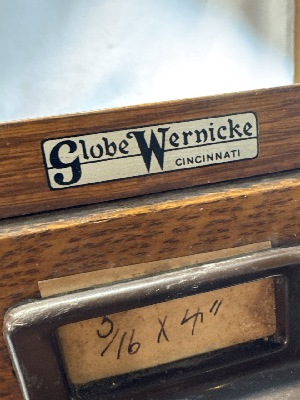 Globe Wernicke
CINCINNATI
5/16 x 4"